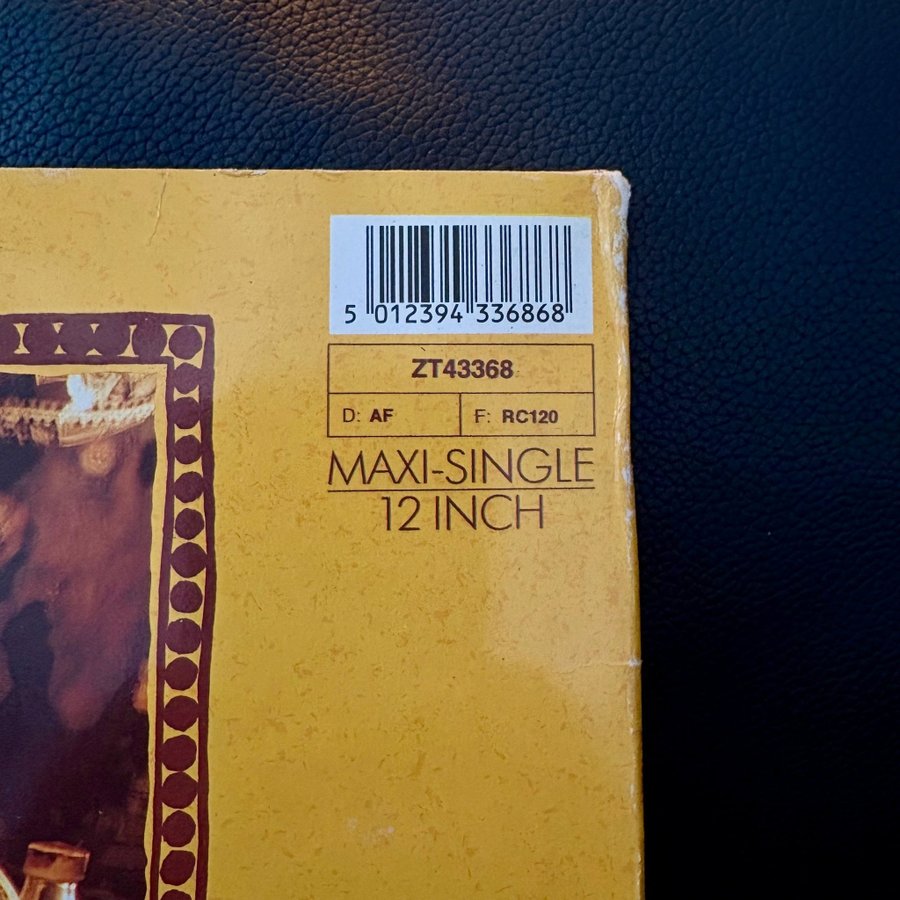 5 012394 336868
ZT43368
D: AF F: RC120
MAXI-SINGLE
12 INCH